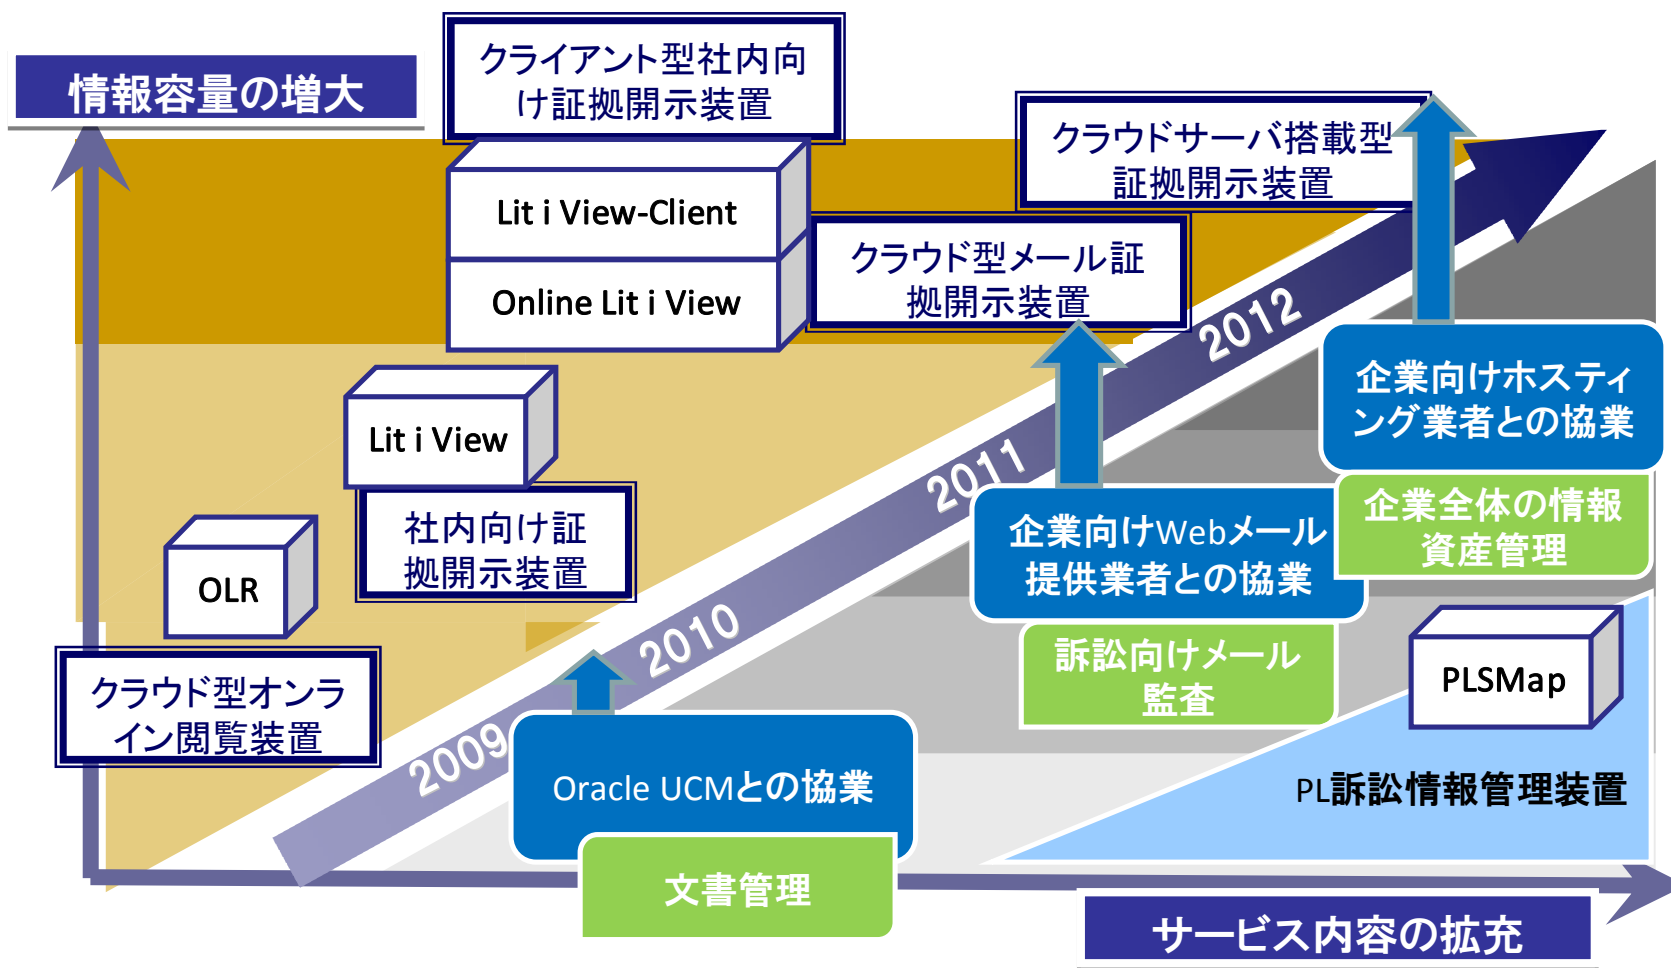 情報容量の増大
クライアント型社内向
け証拠開示装置
クラウドサーバ搭載型
証拠開示装置
Lit i View-Client
Online Lit i View
クラウド型メール証
拠開示装置
2012
企業向けホスティ
ング業者との協業
Lit i View
社内向け証
拠開示装置
2011
企業全体の情報
資産管理
企業向けWebメール
提供業者との協業
OLR
クラウド型オンラ
イン閲覧装置
2010
訴訟向けメール
監査
PLSMap
2009
Oracle UCMとの協業
PL訴訟情報管理装置
文書管理
サービス内容の拡充